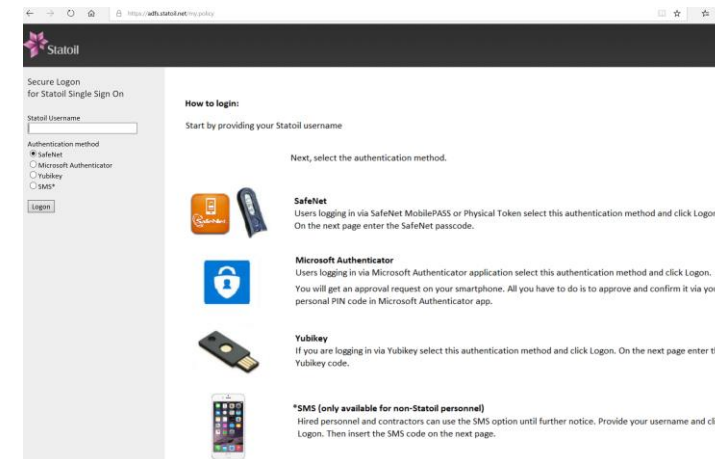 https://adfs.statoil.net/my.policy
Statoil
Secure Logon
for Statoil Single Sign On
Statoil Username
Authentication method
SafeNet
Microsoft Authenticator
Yubikey
SMS*
Logon
How to login:
Start by providing your Statoil username
Next, select the authentication method.
SafeNet
Users logging in via SafeNet MobilePASS or Physical Token select this authentication method and click Logon
On the next page enter the SafeNet passcode.
Microsoft Authenticator
Users logging in via Microsoft Authenticator application select this authentication method and click Logon.
You will get an approval request on your smartphone. All you have to do is to approve and confirm it via you
personal PIN code in Microsoft Authenticator app.
Yubikey
If you are logging in via Yubikey select this authentication method and click Logon. On the next page enter th
Yubikey code.
*SMS (only available for non-Statoil personnel)
Hired personnel and contractors can use the SMS option until further notice. Provide your username and cli
Logon. Then insert the SMS code on the next page.